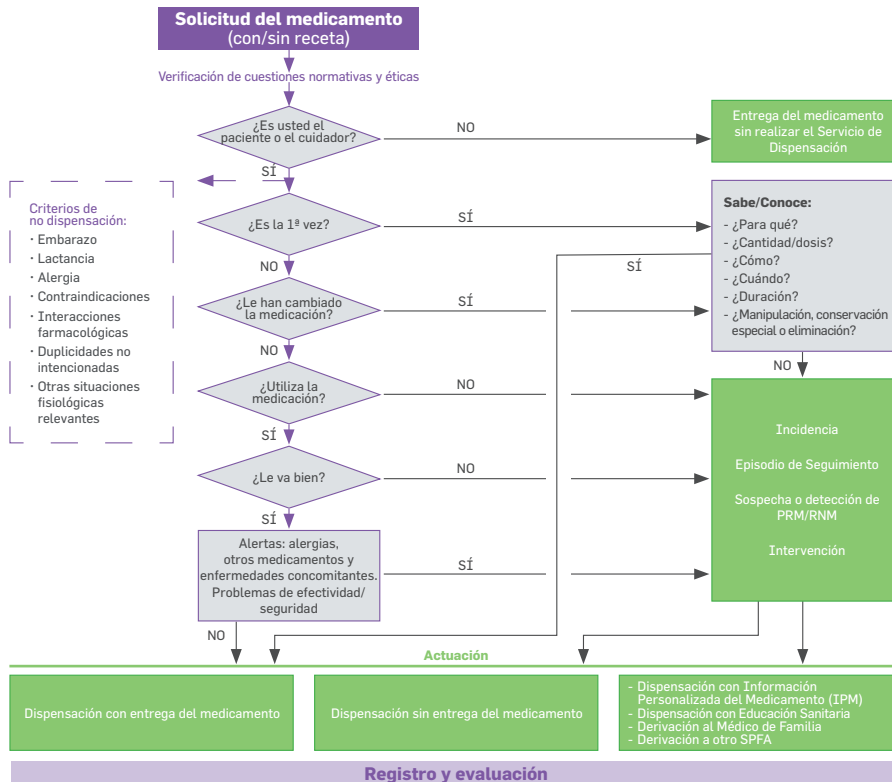 Solicitud del medicamento
(con/sin receta)
Verificación de cuestiones normativas y éticas
¿Es usted el
paciente o el cuidador?
NO
Entrega del medicamento
sin realizar el Servicio de
Dispensación
SÍ
Criterios de
no dispensación:
· Embarazo
· Lactancia
· Alergia
· Contraindicaciones
· Interacciones
farmacológicas
· Duplicidades no
intencionadas
· Otras situaciones
fisiológicas
relevantes
¿Es la 1ª vez?
SÍ
Sabe/Conoce:
- ¿Para qué?
- ¿Cantidad/dosis?
- ¿Cómo?
- ¿Cuándo?
- ¿Duración?
- ¿Manipulación, conservación
especial o eliminación?
SÍ
NO
NO
¿Le han cambiado
la medicación?
SÍ
NO
¿Utiliza la
medicación?
NO
SÍ
¿Le va bien?
NO
SÍ
Incidencia
Episodio de Seguimiento
Sospecha o detección de
PRM/RNM
Intervención
Alertas: alergias,
otros medicamentos y
enfermedades concomitantes.
Problemas de efectividad/
seguridad
SÍ
NO
Actuación
Dispensación con entrega del medicamento
Dispensación sin entrega del medicamento
- Dispensación con Información
Personalizada del Medicamento (IPM)
- Dispensación con Educación Sanitaria
- Derivación al Médico de Familia
- Derivación a otro SPFA
Registro y evaluación